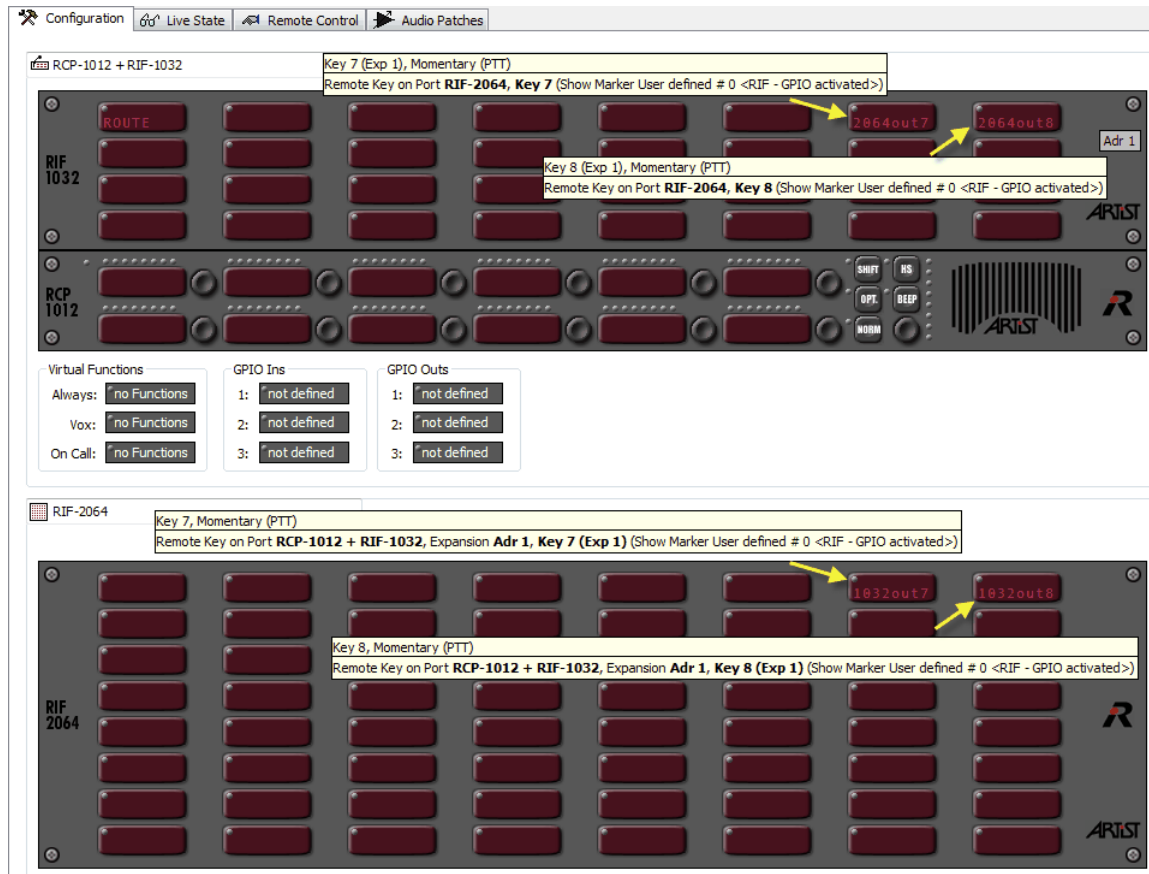 Configuration Live State Remote Control Audio Patches
RCP-1012 + RIF-1032
Key 7 (Exp 1), Momentary (PTT)
Remote Key on Port RIF-2064, Key 7 (Show Marker User defined # 0 <RIF - GPIO activated>)
ROUTE 2064out7 2064out8
Adr 1
RIF
1032
Key 8 (Exp 1), Momentary (PTT)
Remote Key on Port RIF-2064, Key 8 (Show Marker User defined # 0 <RIF - GPIO activated>)
ARTIST
SHIFT HS
RCP
1012
OPT. BEEP
NORM
ARTIST
R
Virtual Functions GPIO Ins GPIO Outs
Always: no Functions 1: not defined 1: not defined
Vox: no Functions 2: not defined 2: not defined
On Call: no Functions 3: not defined 3: not defined
RIF-2064
Key 7, Momentary (PTT)
Remote Key on Port RCP-1012 + RIF-1032, Expansion Adr 1, Key 7 (Exp 1) (Show Marker User defined # 0 <RIF - GPIO activated>)
1032out7 1032out8
Key 8, Momentary (PTT)
Remote Key on Port RCP-1012 + RIF-1032, Expansion Adr 1, Key 8 (Exp 1) (Show Marker User defined # 0 <RIF - GPIO activated>)
RIF
2064
R
ARTIST